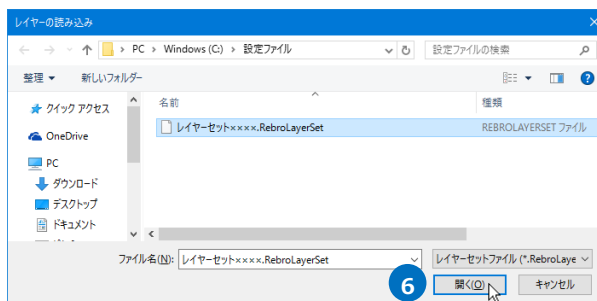 レイヤーの読み込み
PC › Windows (C:) › 設定ファイル
設定ファイルの検索
整理
新しいフォルダー
名前
種類
クイック アクセス
レイヤーセット××××.RebroLayerSet
REBROLAYERSET ファイル
OneDrive
PC
ダウンロード
デスクトップ
ドキュメント
ファイル名(N):
レイヤーセット××××.RebroLayerSet
レイヤーセットファイル (*.RebroLaye
6
開く(O)
キャンセル